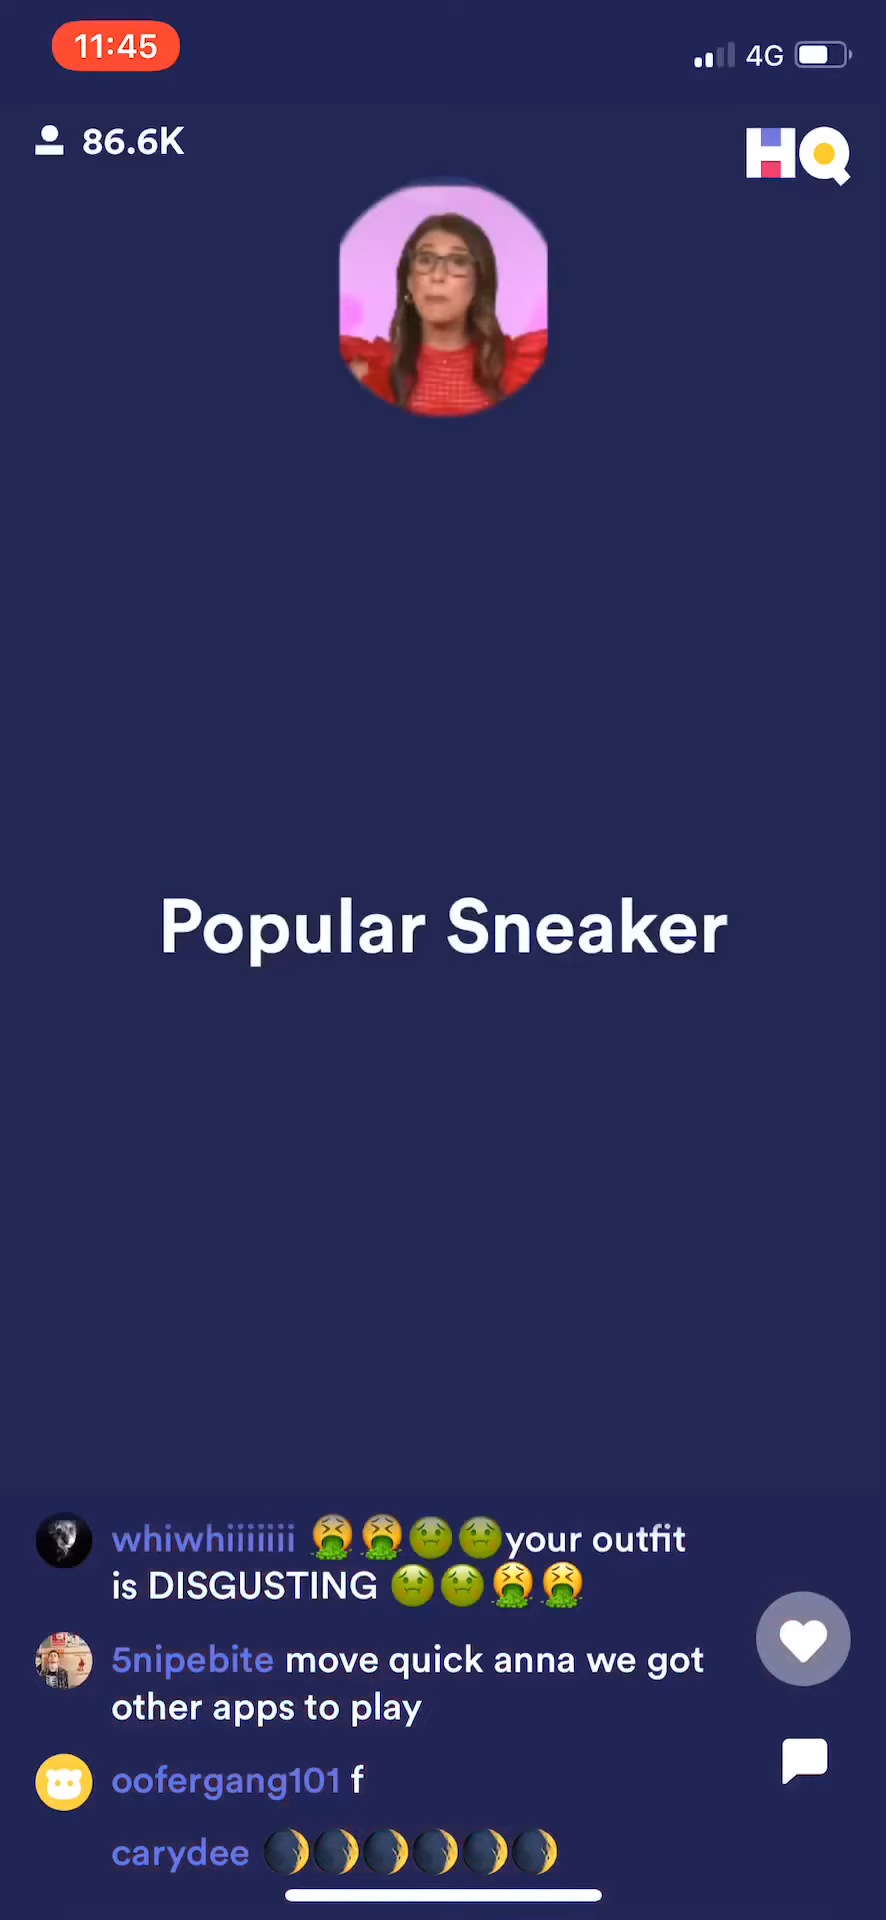 11:45
4G
86.6K
HQ
Popular Sneaker
whiwhiiiiiii 🤮🤮🤢🤢your outfit
is DISGUSTING 🤢🤢🤮🤮
5nipebite move quick anna we got
other apps to play
oofergang101 f
carydee 🌒🌒🌒🌒🌒🌒